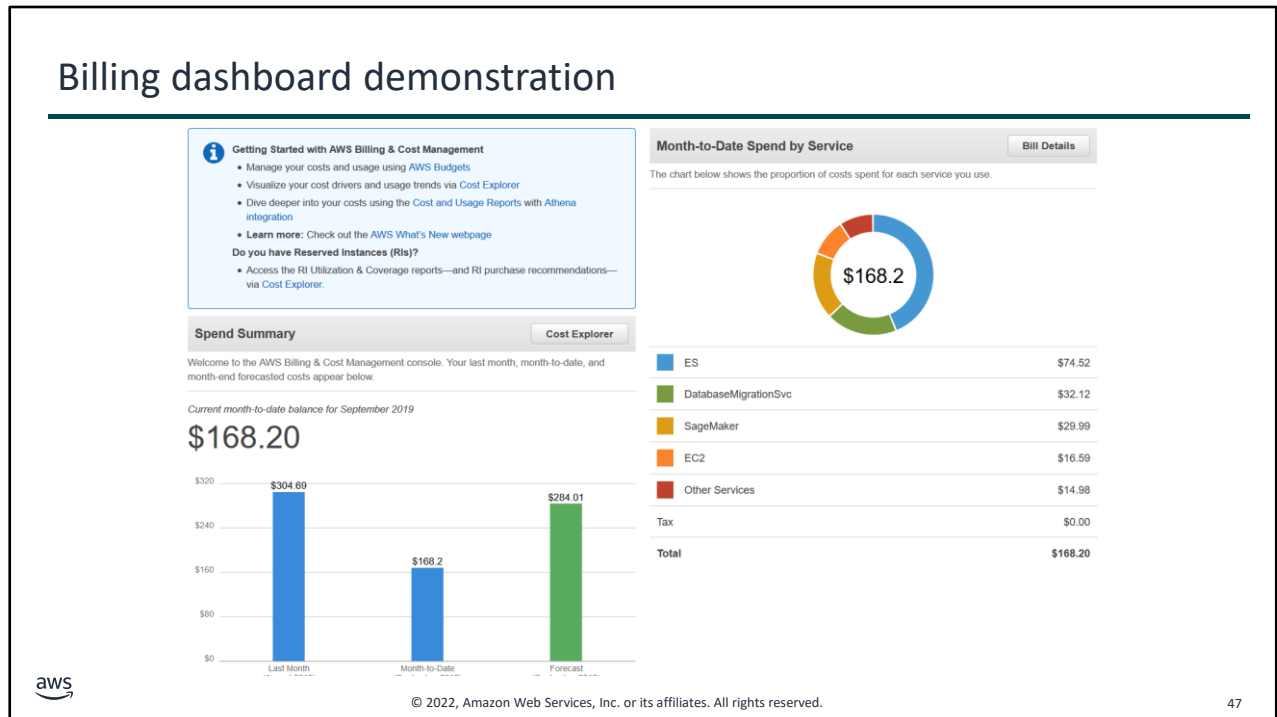 Billing dashboard demonstration
Getting Started with AWS Billing & Cost Management
• Manage your costs and usage using AWS Budgets
• Visualize your cost drivers and usage trends via Cost Explorer
• Dive deeper into your costs using the Cost and Usage Reports with Athena
integration
• Learn more: Check out the AWS What's New webpage
Do you have Reserved Instances (RIs)?
• Access the RI Utilization & Coverage reports—and RI purchase recommendations—
via Cost Explorer.
Spend Summary
Cost Explorer
Welcome to the AWS Billing & Cost Management console. Your last month, month-to-date, and
month-end forecasted costs appear below.
Current month-to-date balance for September 2019
$168.20
$320
$240
$160
$80
$0
$304.69
$168.2
$284.01
Last Month
Month-to-Date
Forecast
Month-to-Date Spend by Service
Bill Details
The chart below shows the proportion of costs spent for each service you use.
$168.2
ES $74.52
DatabaseMigrationSvc $32.12
SageMaker $29.99
EC2 $16.59
Other Services $14.98
Tax $0.00
Total $168.20
aws
© 2022, Amazon Web Services, Inc. or its affiliates. All rights reserved.
47